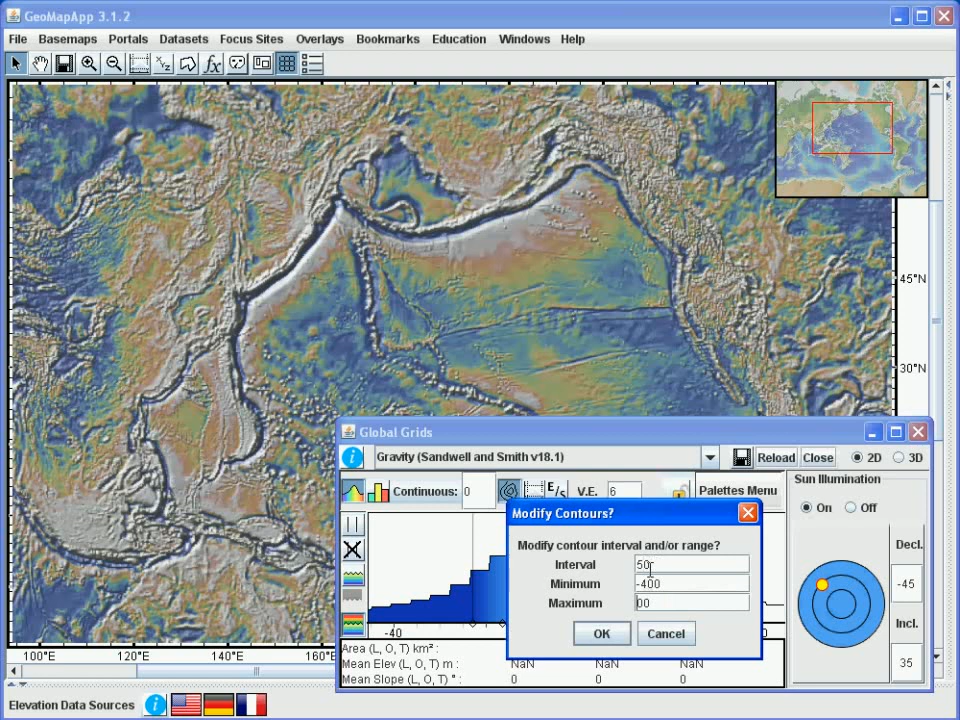 GeoMapApp 3.1.2
File Basemaps Portals Datasets Focus Sites Overlays Bookmarks Education Windows Help
45°N
30°N
Global Grids
Gravity (Sandwell and Smith v18.1) Reload Close 2D 3D
Continuous: 0 E/S V.E. 6 Palettes Menu
Sun Illumination
On Off
Modify Contours?
Modify contour interval and/or range?
Interval 50
Minimum -400
Maximum 00
OK Cancel
Decl.
-45
Incl.
35
-40 0
Area (L, O, T) km² :
Mean Elev (L, O, T) m : NaN NaN NaN
Mean Slope (L, O, T) ° : 0 0 0
100°E 120°E 140°E 160°E
Elevation Data Sources